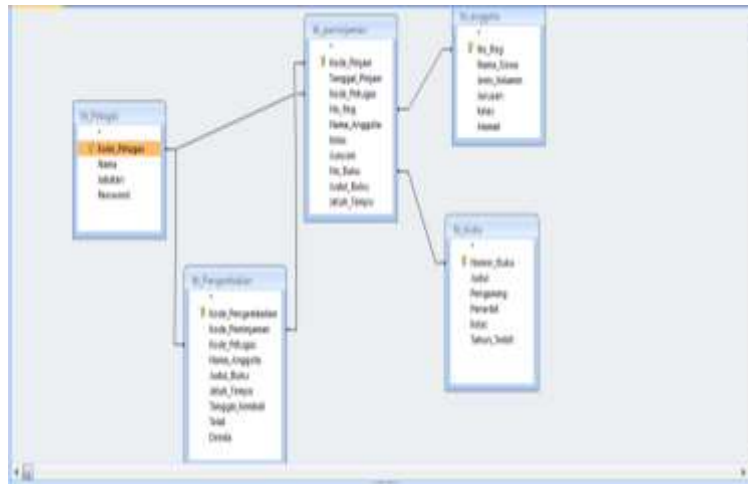 Tb_Petugas
*
Kode_Petugas
Nama
Jabatan
Password
Tb_peminjaman
*
Kode_Pinjam
Tanggal_Pinjam
Kode_Petugas
No_Reg
Nama_Anggota
Kelas
Jurusan
No_Buku
Judul_Buku
Jatuh_Tempo
Tb_anggota
*
No_Reg
Nama_Siswa
Jenis_Kelamin
Jurusan
Kelas
Alamat
Tb_Pengembalian
*
Kode_Pengembalian
Kode_Peminjaman
Kode_Petugas
Nama_Anggota
Judul_Buku
Jatuh_Tempo
Tanggal_Kembali
Telat
Denda
Tb_Buku
*
Nomor_Buku
Judul
Pengarang
Penerbit
Kelas
Tahun_Terbit